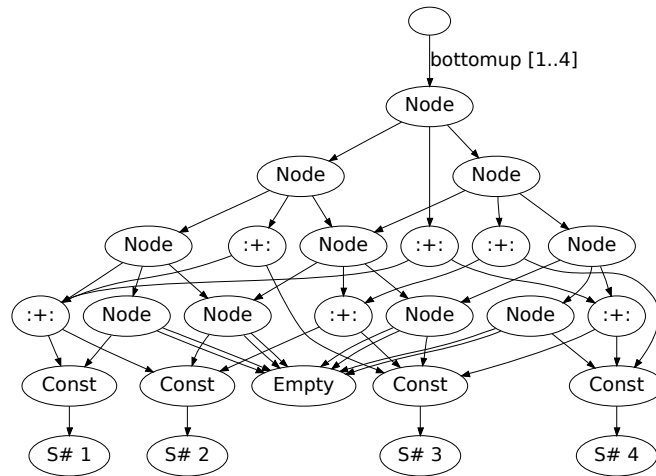 bottomup [1..4]
Node
Node Node
Node :+: Node :+: :+: Node
:+: Node Node :+: Node Node :+:
Const Const Empty Const Const
S# 1 S# 2 S# 3 S# 4